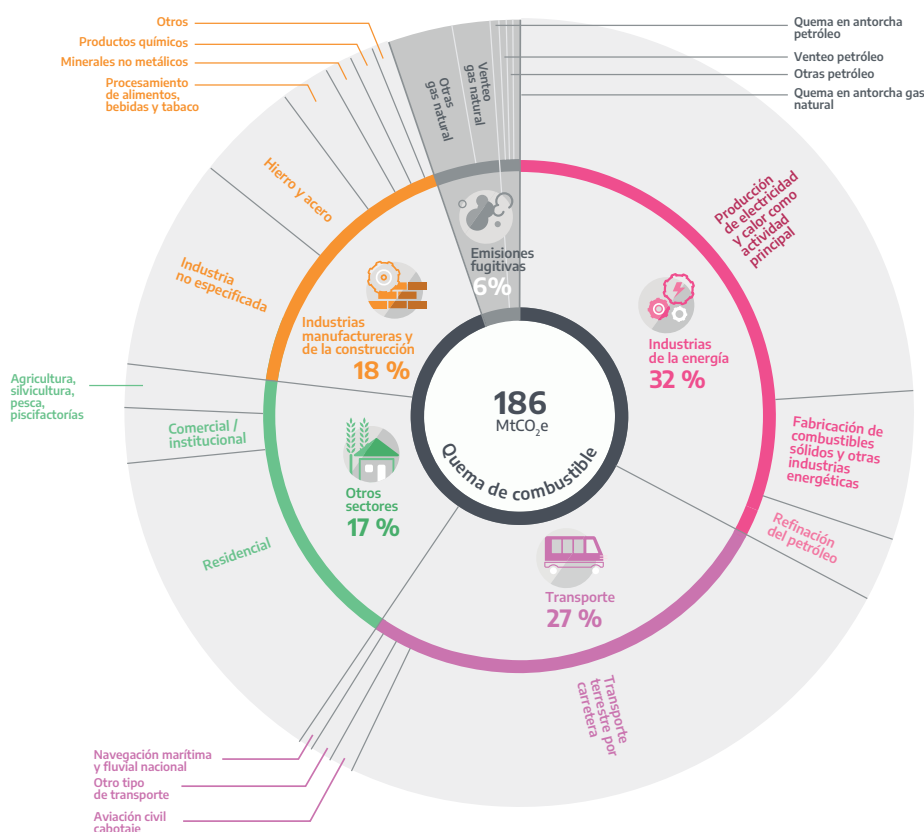 Otros
Productos químicos
Minerales no metálicos
Procesamiento
de alimentos,
bebidas y tabaco
Hierro y acero
Industria
no especificada
Otras
gas natural
Venteo
gas natural
Quema en antorcha
petróleo
Venteo petróleo
Otras petróleo
Quema en antorcha gas
natural
Emisiones
fugitivas
6%
Producción
de electricidad
y calor como
actividad
principal
Industrias
de la energía
32 %
Industrias
manufactureras y
de la construcción
18 %
Agricultura,
silvicultura,
pesca,
piscifactorías
Comercial /
institucional
Residencial
Otros
sectores
17 %
186
MtCO2e
Quema de combustible
Fabricación de
combustibles
sólidos y otras
industrias
energéticas
Refinación
del petróleo
Transporte
27 %
Transporte
terrestre por
carretera
Navegación marítima
y fluvial nacional
Otro tipo
de transporte
Aviación civil
cabotaje